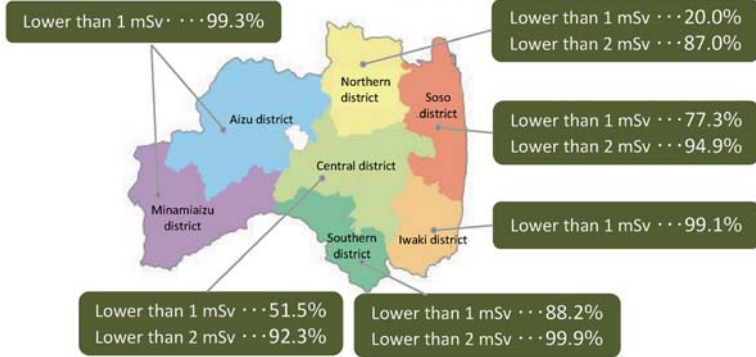 Lower than 1 mSv・・・99.3%
Lower than 1 mSv ・・・20.0%
Lower than 2 mSv ・・・87.0%
Northern
district
Soso
district
Aizu district
Lower than 1 mSv ・・・77.3%
Lower than 2 mSv ・・・94.9%
Central district
Minamiaizu
district
Lower than 1 mSv ・・・99.1%
Southern
district
Iwaki district
Lower than 1 mSv ・・・51.5%
Lower than 2 mSv ・・・92.3%
Lower than 1 mSv ・・・88.2%
Lower than 2 mSv ・・・99.9%